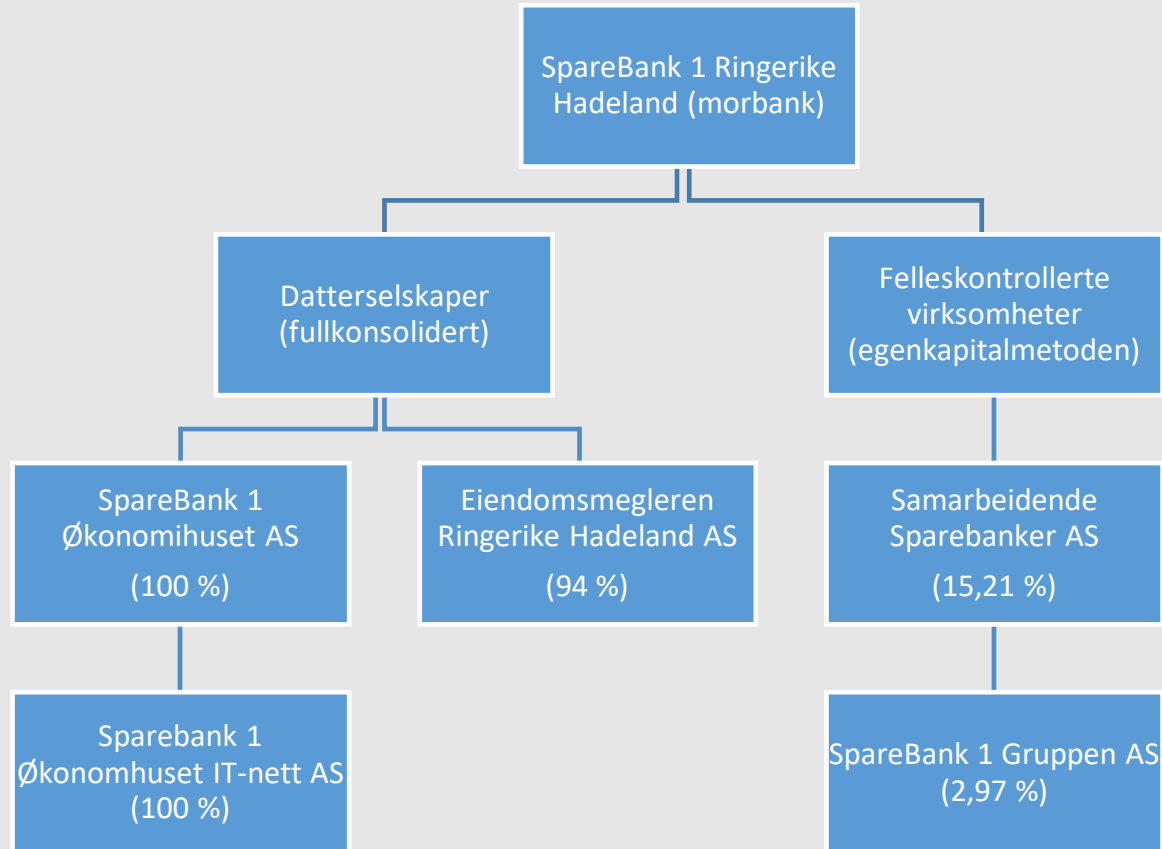 SpareBank 1 Ringerike
Hadeland (morbank)
Datterselskaper
(fullkonsolidert)
Felleskontrollerte
virksomheter
(egenkapitalmetoden)
SpareBank 1
Økonomihuset AS
(100 %)
Eiendomsmegleren
Ringerike Hadeland AS
(94 %)
Samarbeidende
Sparebanker AS
(15,21 %)
Sparebank 1
Økonomhuset IT-nett AS
(100 %)
SpareBank 1 Gruppen AS
(2,97 %)